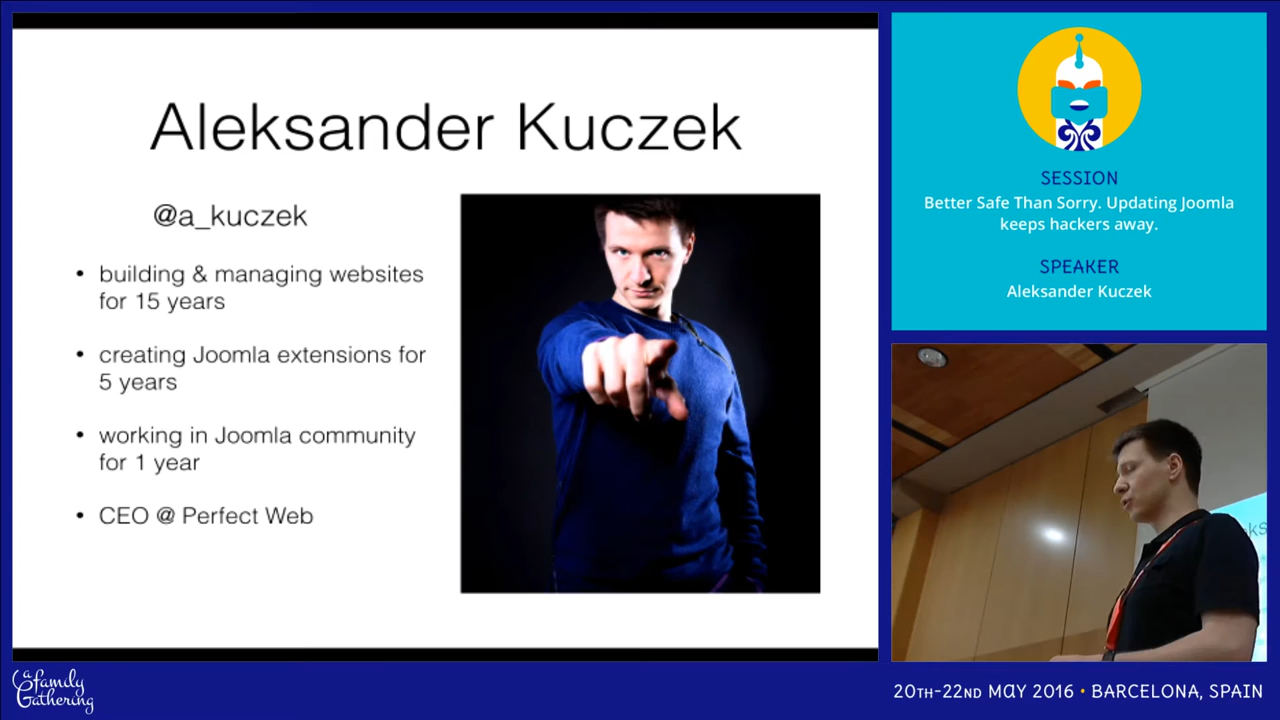 Aleksander Kuczek
@a_kuczek
• building & managing websites
for 15 years
• creating Joomla extensions for
5 years
• working in Joomla community
for 1 year
• CEO @ Perfect Web
SESSION
Better Safe Than Sorry. Updating Joomla
keeps hackers away.
SPEAKER
Aleksander Kuczek
a family
Gathering
20TH-22ND MAY 2016 • BARCELONA, SPAIN